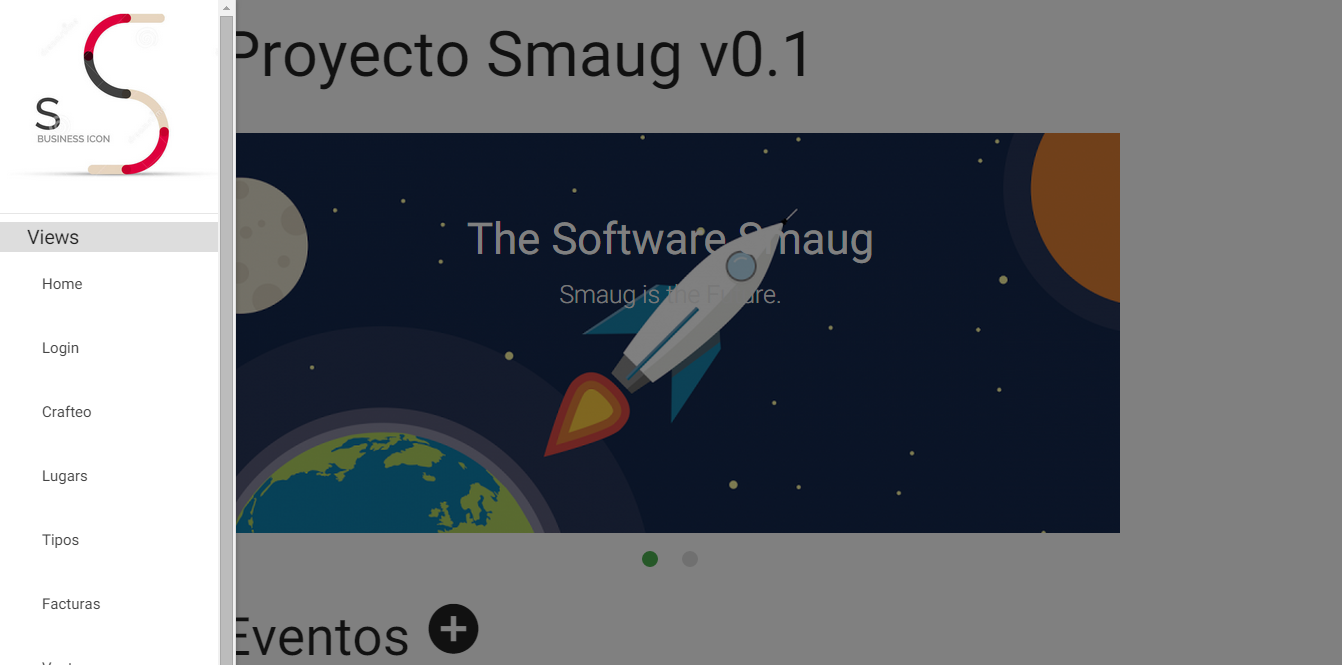 S
BUSINESS ICON
Views
Home
Login
Crafteo
Lugars
Tipos
Facturas
Proyecto Smaug v0.1
The Software Smaug
Smaug is the Future.
Eventos